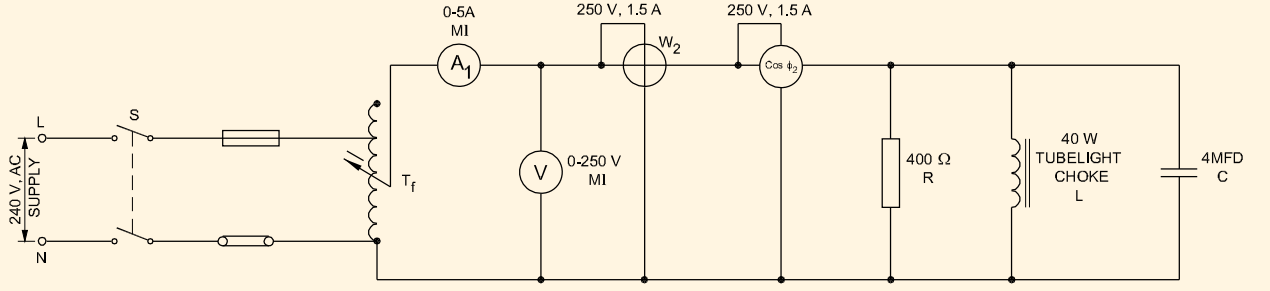 0-5A
MI
250 V, 1.5 A
250 V, 1.5 A
W2
A1
Cos ϕ2
L
S
240 V, AC
SUPPLY
Tf
V
0-250 V
MI
400 Ω
R
40 W
TUBELIGHT
CHOKE
L
4MFD
C
N